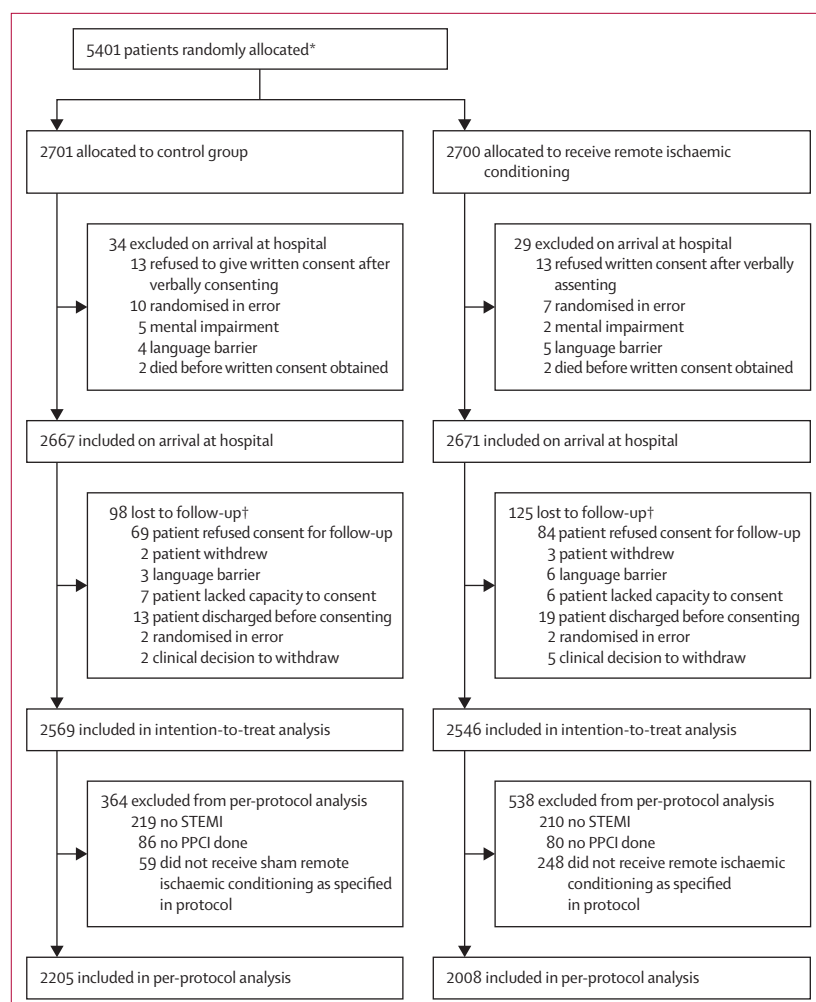 5401 patients randomly allocated*
2701 allocated to control group
2700 allocated to receive remote ischaemic
conditioning
34 excluded on arrival at hospital
13 refused to give written consent after
verbally consenting
10 randomised in error
5 mental impairment
4 language barrier
2 died before written consent obtained
29 excluded on arrival at hospital
13 refused written consent after verbally
assenting
7 randomised in error
2 mental impairment
5 language barrier
2 died before written consent obtained
2667 included on arrival at hospital
2671 included on arrival at hospital
98 lost to follow-up†
69 patient refused consent for follow-up
2 patient withdrew
3 language barrier
7 patient lacked capacity to consent
13 patient discharged before consenting
2 randomised in error
2 clinical decision to withdraw
125 lost to follow-up†
84 patient refused consent for follow-up
3 patient withdrew
6 language barrier
6 patient lacked capacity to consent
19 patient discharged before consenting
2 randomised in error
5 clinical decision to withdraw
2569 included in intention-to-treat analysis
2546 included in intention-to-treat analysis
364 excluded from per-protocol analysis
219 no STEMI
86 no PPCI done
59 did not receive sham remote
ischaemic conditioning as specified
in protocol
538 excluded from per-protocol analysis
210 no STEMI
80 no PPCI done
248 did not receive remote ischaemic
conditioning as specified
in protocol
2205 included in per-protocol analysis
2008 included in per-protocol analysis